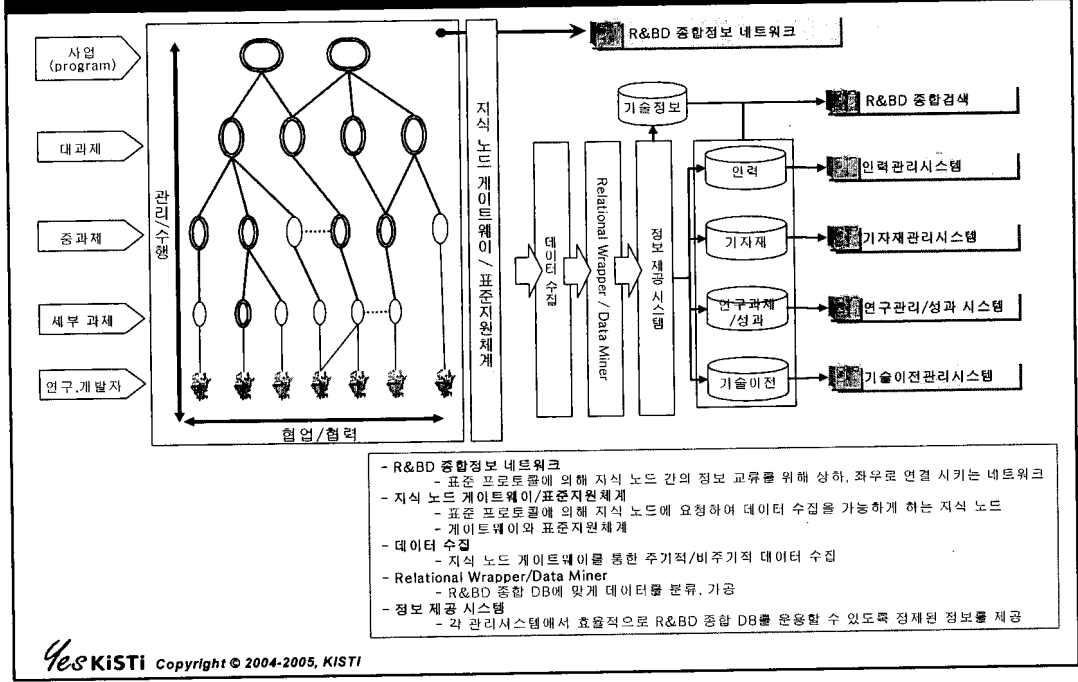 사업
(program)
대과제
중과제
세부 과제
연구.개발자
관리/수행
협업/협력
지식 노드 게이트웨이 / 표준지원체계
R&BD 종합정보 네트워크
기술정보
R&BD 종합검색
데이터 수집
Relational Wrapper / Data Miner
정보 제공 시스템
인력
인력관리시스템
기자재
기자재관리시스템
연구과제
/성과
연구관리/성과 시스템
기술이전
기술이전관리시스템
- R&BD 종합정보 네트워크
- 표준 프로토콜에 의해 지식 노드 간의 정보 교류를 위해 상하, 좌우로 연결 시키는 네트워크
- 지식 노드 게이트웨이/표준지원체계
- 표준 프로토콜에 의해 지식 노드에 요청하여 데이터 수집을 가능하게 하는 지식 노드
- 게이트웨이와 표준지원체계
- 데이터 수집
- 지식 노드 게이트웨이를 통한 주기적/비주기적 데이터 수집
- Relational Wrapper/Data Miner
- R&BD 종합 DB에 맞게 데이터를 분류, 가공
- 정보 제공 시스템
- 각 관리시스템에서 효율적으로 R&BD 종합 DB를 운용할 수 있도록 정제된 정보를 제공
Yes KiSTi Copyright © 2004-2005, KISTI